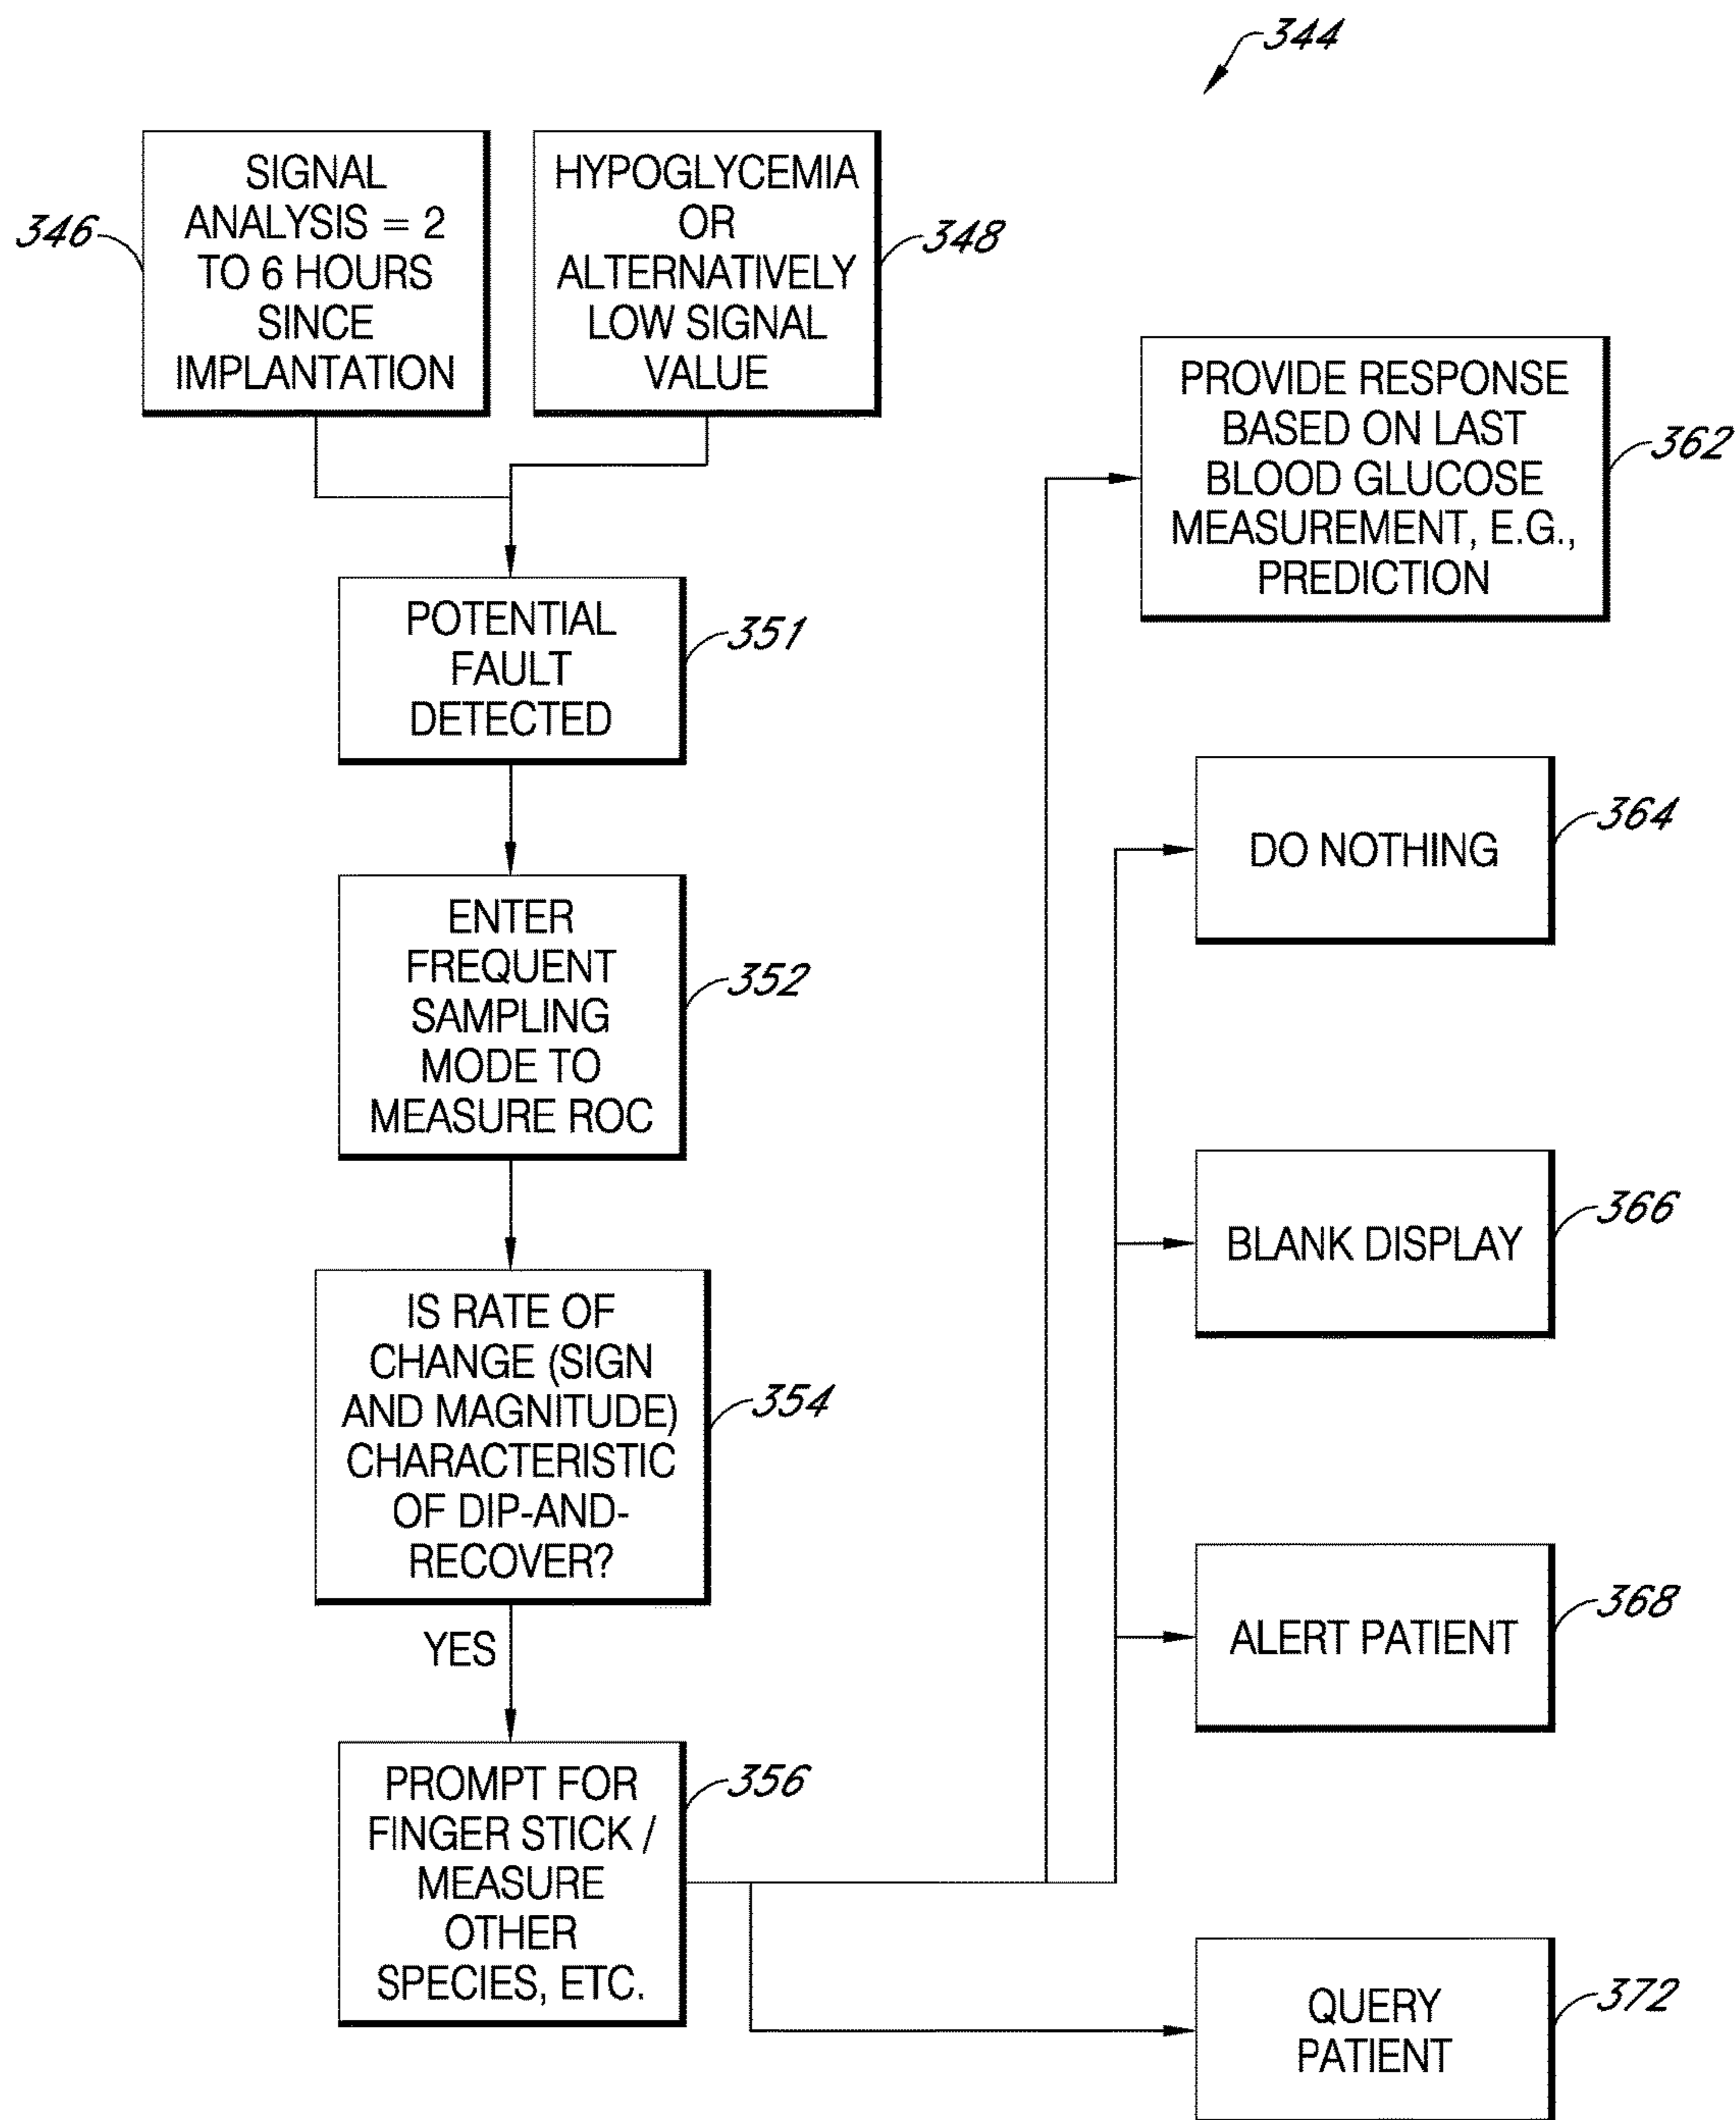 344
SIGNAL
ANALYSIS = 2
TO 6 HOURS
SINCE
IMPLANTATION
346
HYPOGLYCEMIA
OR
ALTERNATIVELY
LOW SIGNAL
VALUE
348
POTENTIAL
FAULT
DETECTED
351
ENTER
FREQUENT
SAMPLING
MODE TO
MEASURE ROC
352
IS RATE OF
CHANGE (SIGN
AND MAGNITUDE)
CHARACTERISTIC
OF DIP-AND-
RECOVER?
354
YES
PROMPT FOR
FINGER STICK /
MEASURE
OTHER
SPECIES, ETC.
356
PROVIDE RESPONSE
BASED ON LAST
BLOOD GLUCOSE
MEASUREMENT, E.G.,
PREDICTION
362
DO NOTHING
364
BLANK DISPLAY
366
ALERT PATIENT
368
QUERY
PATIENT
372